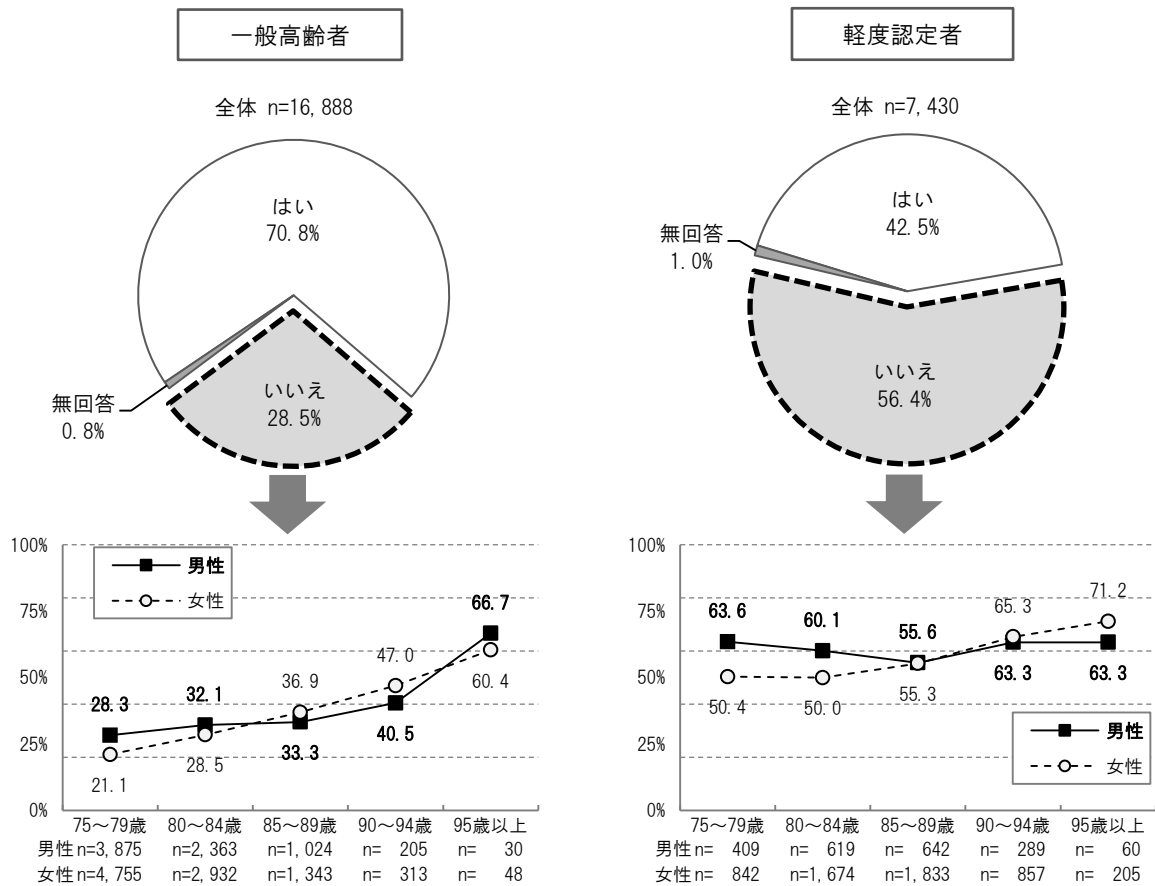 一般高齢者
全体 n=16,888
はい
70.8%
無回答
0.8%
いいえ
28.5%
100%
75%
50%
25%
0%
男性
女性
28.3
32.1
33.3
40.5
66.7
21.1
28.5
36.9
47.0
60.4
75～79歳 80～84歳 85～89歳 90～94歳 95歳以上
男性 n=3,875 n=2,363 n=1,024 n= 205 n= 30
女性 n=4,755 n=2,932 n=1,343 n= 313 n= 48
軽度認定者
全体 n=7,430
はい
42.5%
無回答
1.0%
いいえ
56.4%
100%
75%
50%
25%
0%
63.6
60.1
55.6
63.3
63.3
50.4
50.0
55.3
65.3
71.2
男性
女性
75～79歳 80～84歳 85～89歳 90～94歳 95歳以上
男性 n= 409 n= 619 n= 642 n= 289 n= 60
女性 n= 842 n=1,674 n=1,833 n= 857 n= 205